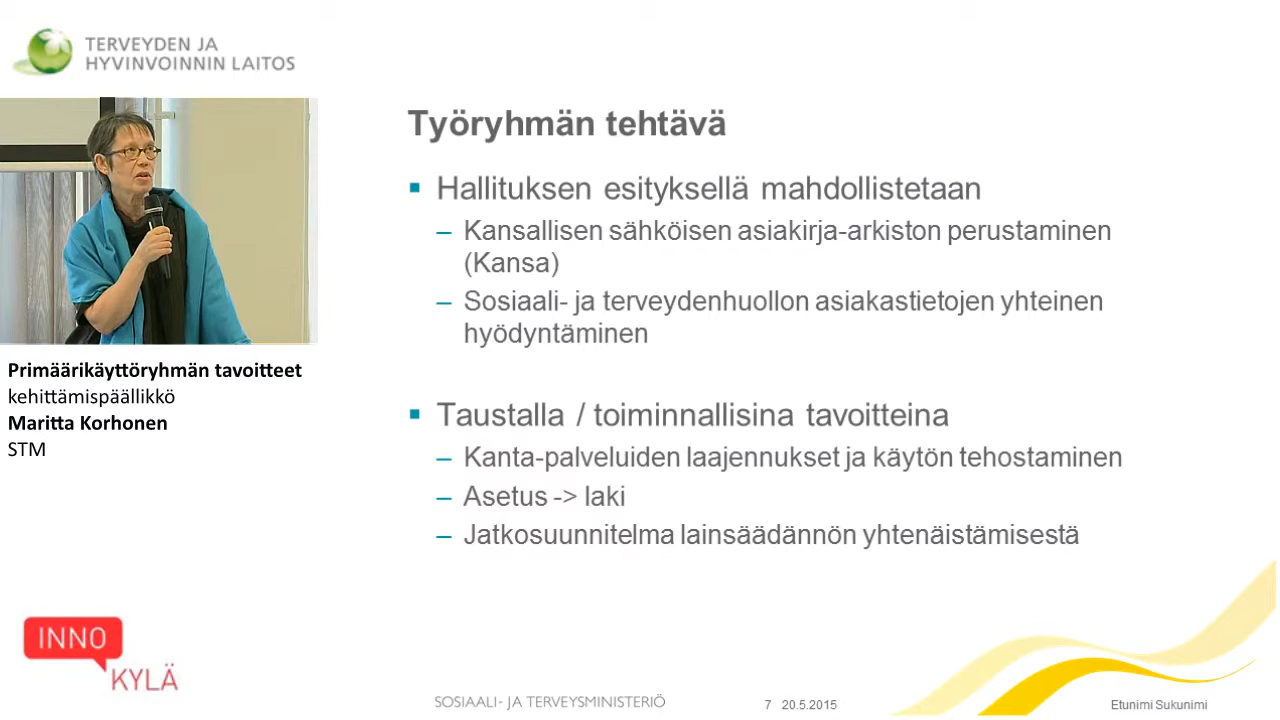 TERVEYDEN JA
HYVINVOINNIN LAITOS
Työryhmän tehtävä
Hallituksen esityksellä mahdollistetaan
– Kansallisen sähköisen asiakirja-arkiston perustaminen
(Kansa)
– Sosiaali- ja terveydenhuollon asiakastietojen yhteinen
hyödyntäminen
Taustalla / toiminnallisina tavoitteina
– Kanta-palveluiden laajennukset ja käytön tehostaminen
– Asetus -> laki
– Jatkosuunnitelma lainsäädännön yhtenäistämisestä
Primäärikäyttöryhmän tavoitteet
kehittämispäällikkö
Maritta Korhonen
STM
INNO
KYLÄ
SOSIAALI- JA TERVEYSMINISTERIÖ
7 20.5.2015
Etunimi Sukunimi